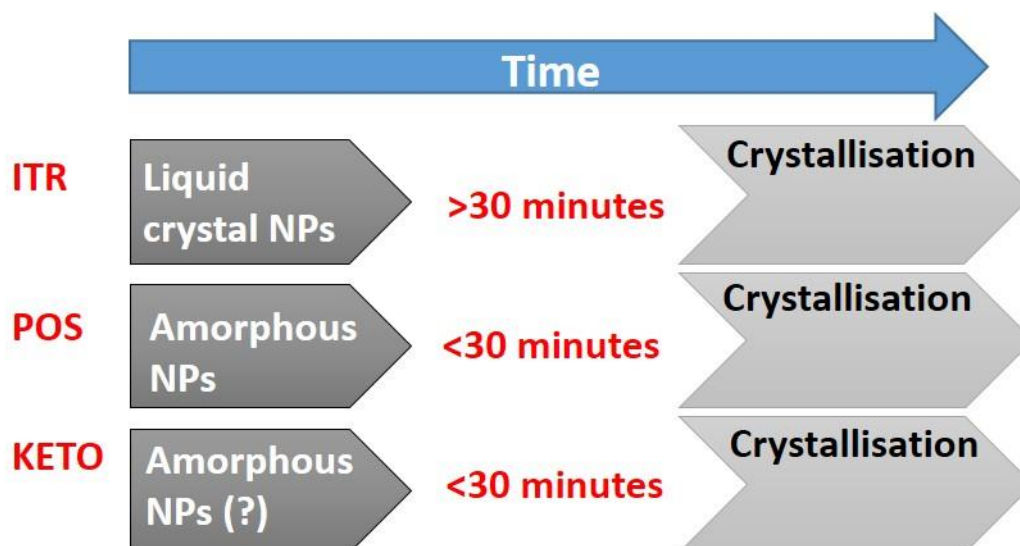 Time
ITR
Liquid
crystal NPs
>30 minutes
Crystallisation
POS
Amorphous
NPs
<30 minutes
Crystallisation
KETO
Amorphous
NPs (?)
<30 minutes
Crystallisation